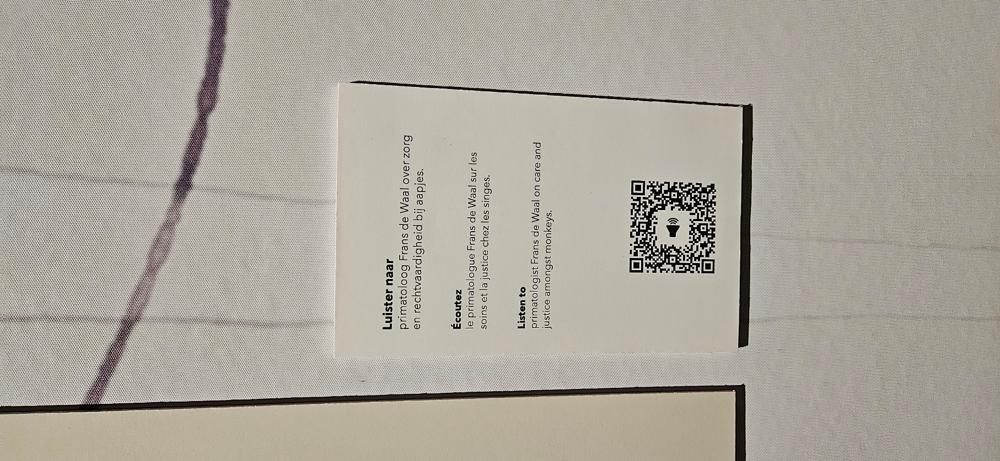 Luister naar
primatoloog Frans de Waal over zorg
en rechtvaardigheid bij aapjes.
Écoutez
le primatologue Frans de Waal sur les
soins et la justice chez les singes.
Listen to
primatologist Frans de Waal on care and
justice amongst monkeys.